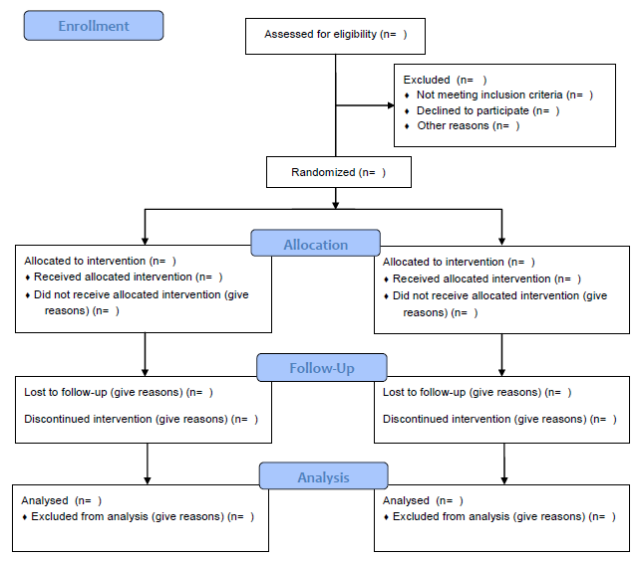 Enrollment
Assessed for eligibility (n=  )
Excluded  (n=  )
♦ Not meeting inclusion criteria (n=  )
♦ Declined to participate (n=  )
♦ Other reasons (n=  )
Randomized (n=  )
Allocation
Allocated to intervention (n=  )
♦ Received allocated intervention (n=  )
♦ Did not receive allocated intervention (give
reasons) (n=  )
Allocated to intervention (n=  )
♦ Received allocated intervention (n=  )
♦ Did not receive allocated intervention (give
reasons) (n=  )
Follow-Up
Lost to follow-up (give reasons) (n=  )
Discontinued intervention (give reasons) (n=  )
Lost to follow-up (give reasons) (n=  )
Discontinued intervention (give reasons) (n=  )
Analysis
Analysed  (n=  )
♦ Excluded from analysis (give reasons) (n=  )
Analysed  (n=  )
♦ Excluded from analysis (give reasons) (n=  )